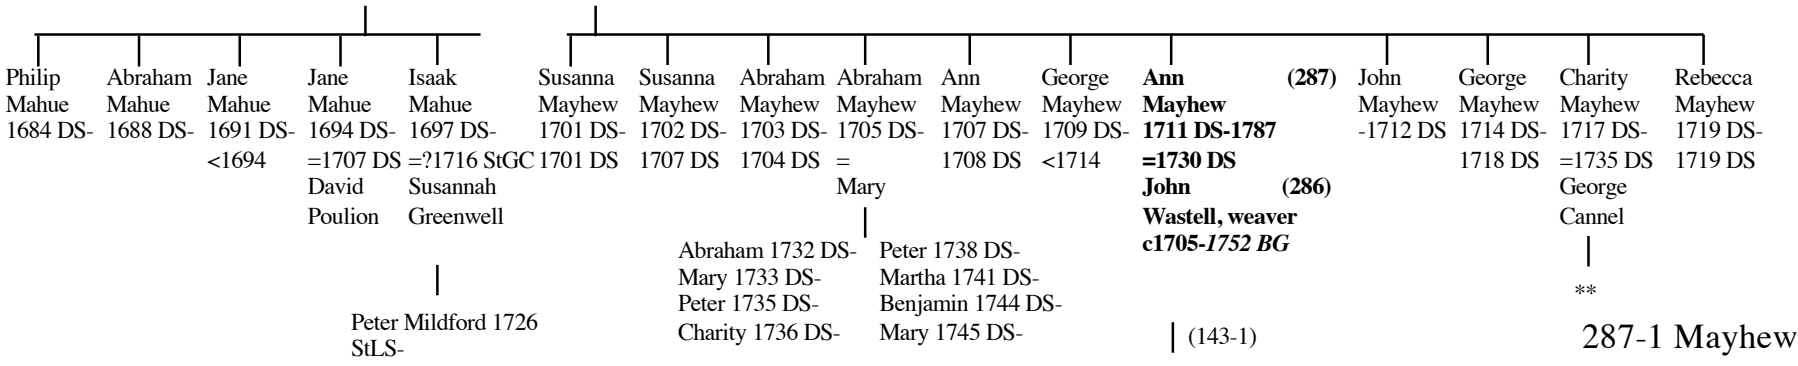 Philip Abraham Jane Jane Isaak Susanna Susanna Abraham Abraham Ann George Ann (287) John George Charity Rebecca
Mahue Mahue Mahue Mahue Mahue Mayhew Mayhew Mayhew Mayhew Mayhew Mayhew Mayhew Mayhew Mayhew Mayhew Mayhew
1684 DS- 1688 DS- 1691 DS- 1694 DS- 1697 DS- 1701 DS- 1702 DS- 1703 DS- 1705 DS- 1707 DS- 1709 DS- 1711 DS-1787 -1712 DS 1714 DS- 1717 DS- 1719 DS-
<1694 =1707 DS =?1716 StGC 1701 DS 1707 DS 1704 DS = 1708 DS <1714 =1730 DS 1718 DS =1735 DS 1719 DS
David Susannah Mary John (286) George
Poulion Greenwell Wastell, weaver Cannel
c1705-1752 BG
Abraham 1732 DS- Peter 1738 DS-
Mary 1733 DS- Martha 1741 DS-
Peter 1735 DS- Benjamin 1744 DS-
Charity 1736 DS- Mary 1745 DS-
**
Peter Mildford 1726
StLS-
(143-1)
287-1 Mayhew